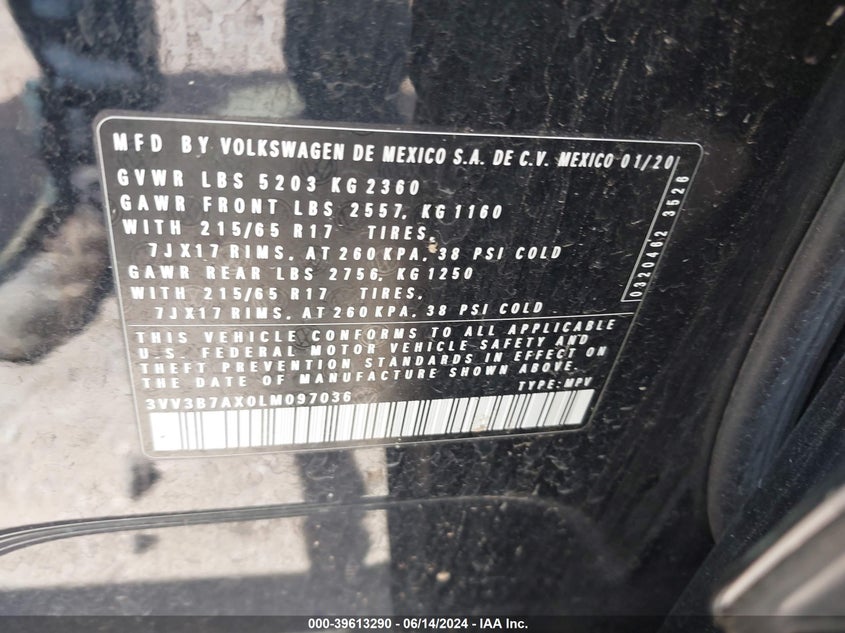 MFD BY VOLKSWAGEN DE MEXICO S.A. DE C.V. MEXICO 01/20
GVWR LBS 5203 KG 2360
GAWR FRONT LBS 2557, KG 1160
WITH 215/65 R17 TIRES,
7JX17 RIMS, AT 260 KPA, 38 PSI COLD
GAWR REAR LBS 2756, KG 1250
WITH 215/65 R17 TIRES,
7JX17 RIMS, AT 260 KPA, 38 PSI COLD
0320462 3526
THIS VEHICLE CONFORMS TO ALL APPLICABLE
U.S. FEDERAL MOTOR VEHICLE SAFETY AND
THEFT PREVENTION STANDARDS IN EFFECT ON
THE DATE OF MANUFACTURE SHOWN ABOVE.
3VV3B7AX0LM097036 TYPE: MPV
000-39613290 - 06/14/2024 - IAA Inc.